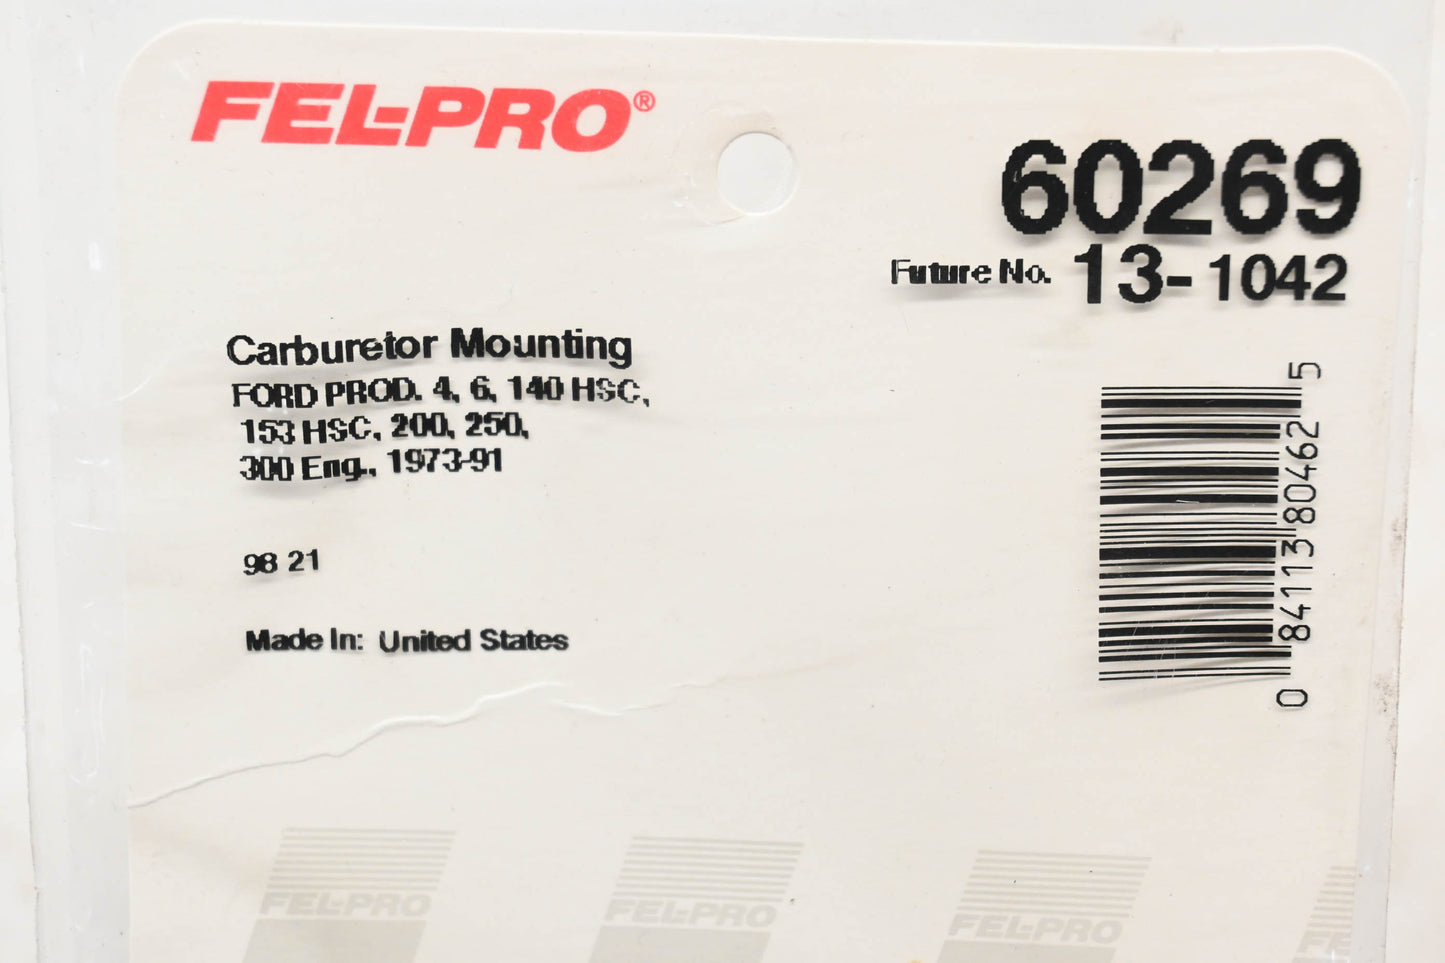 FEL-PRO®
60269
Future No. 13-1042
Carburetor Mounting
FORD PROD. 4, 6, 140 HSC,
153 HSC, 200, 250,
300 Eng., 1973-91
98 21
Made In: United States
0 84113 80462 5
FEL-PRO
FEL-PRO
FEL-PRO
FE